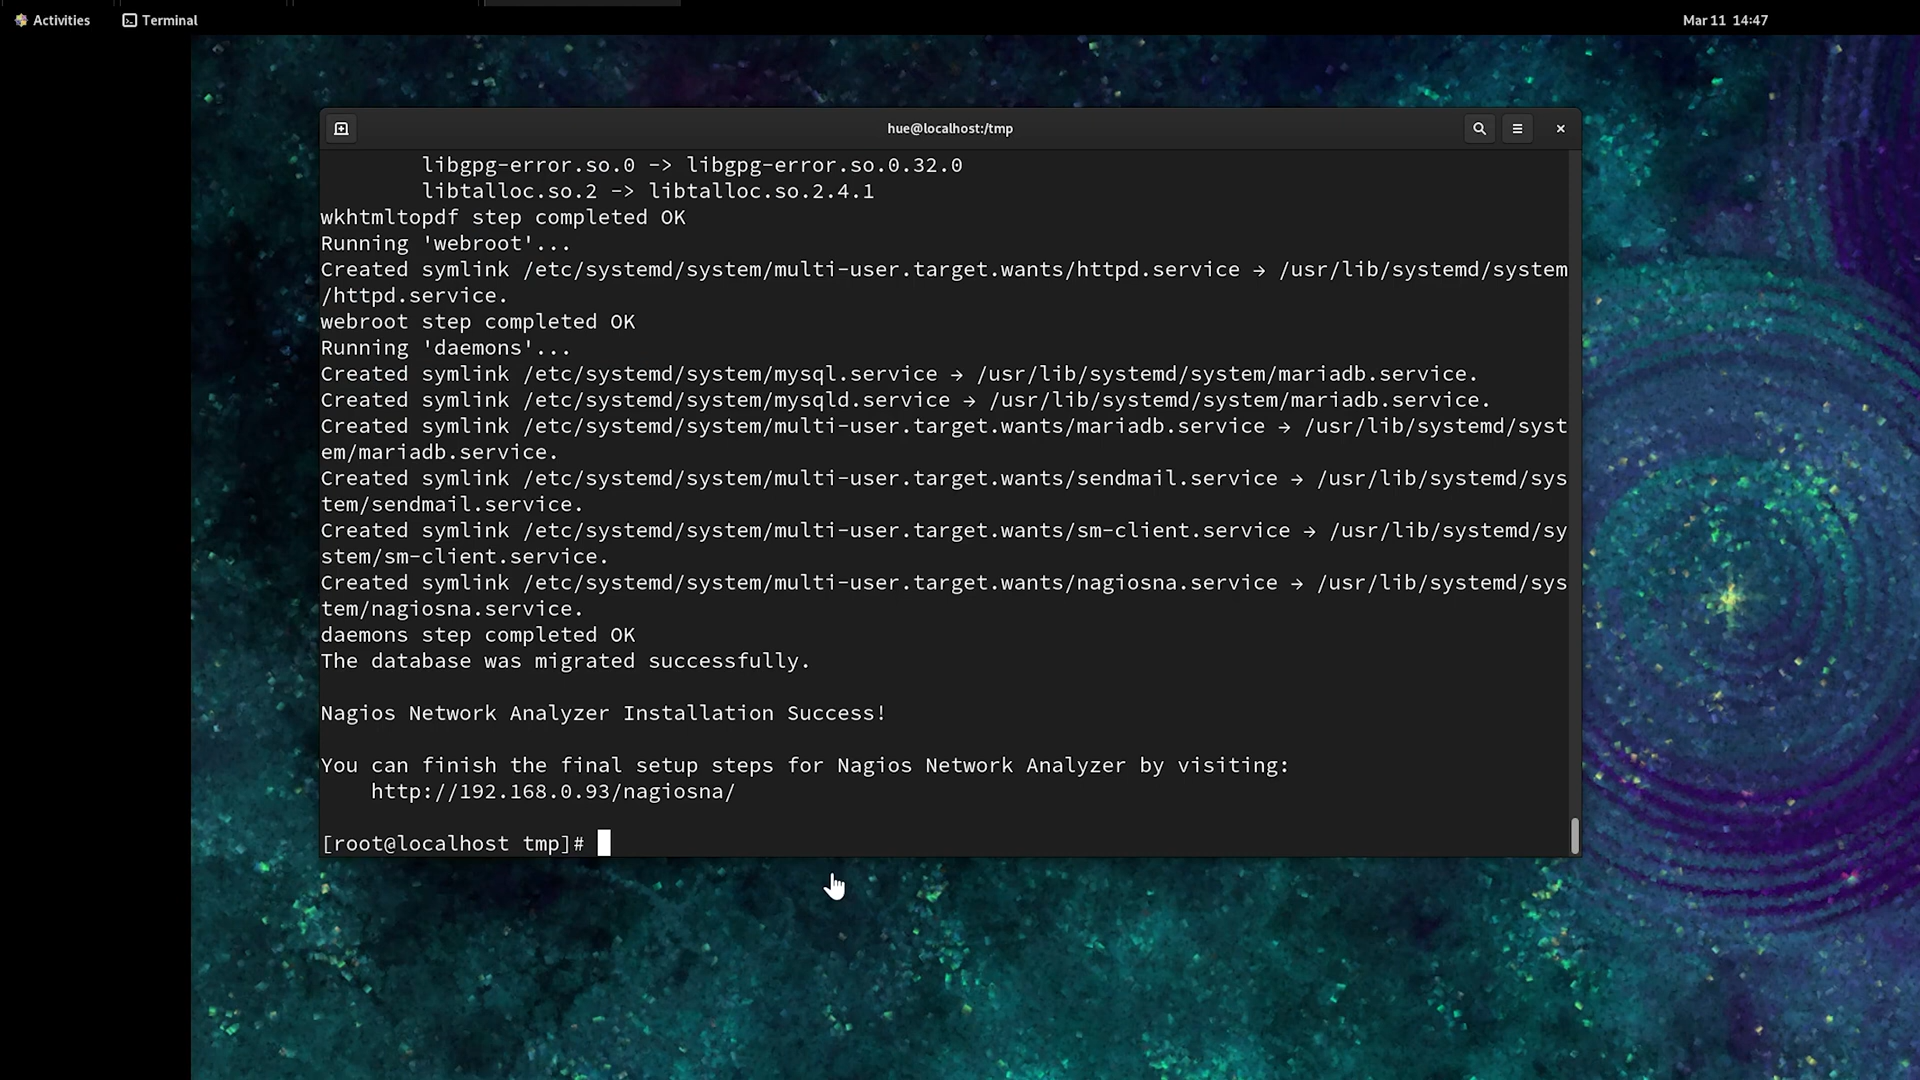 Activities
Terminal
Mar 11 14:47
hue@localhost:/tmp
libgpg-error.so.0 -> libgpg-error.so.0.32.0
libtalloc.so.2 -> libtalloc.so.2.4.1
wkhtmltopdf step completed OK
Running 'webroot'...
Created symlink /etc/systemd/system/multi-user.target.wants/httpd.service → /usr/lib/systemd/system
/httpd.service.
webroot step completed OK
Running 'daemons'...
Created symlink /etc/systemd/system/mysql.service → /usr/lib/systemd/system/mariadb.service.
Created symlink /etc/systemd/system/mysqld.service → /usr/lib/systemd/system/mariadb.service.
Created symlink /etc/systemd/system/multi-user.target.wants/mariadb.service → /usr/lib/systemd/syst
em/mariadb.service.
Created symlink /etc/systemd/system/multi-user.target.wants/sendmail.service → /usr/lib/systemd/sys
tem/sendmail.service.
Created symlink /etc/systemd/system/multi-user.target.wants/sm-client.service → /usr/lib/systemd/sy
stem/sm-client.service.
Created symlink /etc/systemd/system/multi-user.target.wants/nagiosna.service → /usr/lib/systemd/sys
tem/nagiosna.service.
daemons step completed OK
The database was migrated successfully.
Nagios Network Analyzer Installation Success!
You can finish the final setup steps for Nagios Network Analyzer by visiting:
http://192.168.0.93/nagiosna/
[root@localhost tmp]#